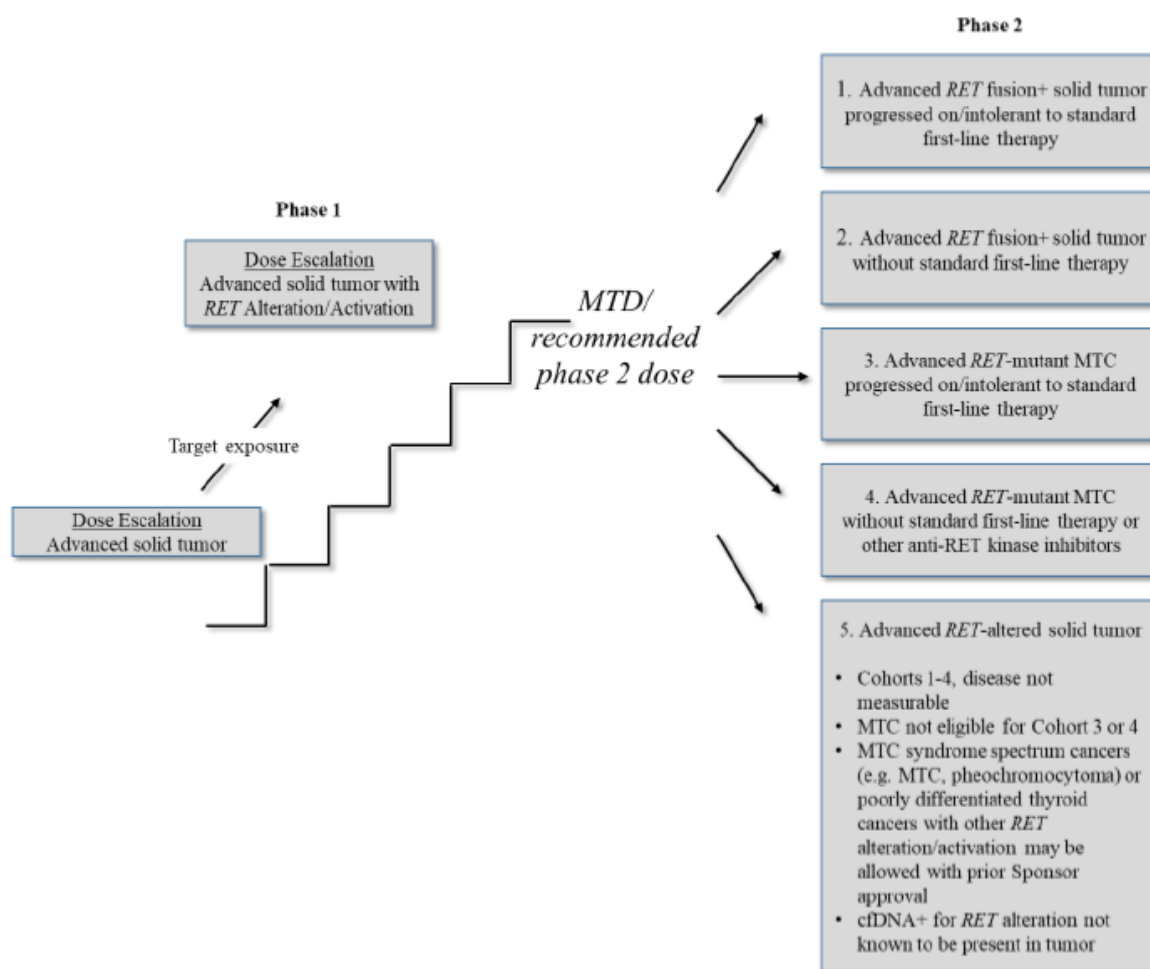 Phase 2
1. Advanced RET fusion+ solid tumor
progressed on/intolerant to standard
first-line therapy
Phase 1
2. Advanced RET fusion+ solid tumor
without standard first-line therapy
Dose Escalation
Advanced solid tumor with
RET Alteration/Activation
MTD/
recommended
phase 2 dose
3. Advanced RET-mutant MTC
progressed on/intolerant to standard
first-line therapy
Target exposure
Dose Escalation
Advanced solid tumor
4. Advanced RET-mutant MTC
without standard first-line therapy or
other anti-RET kinase inhibitors
5. Advanced RET-altered solid tumor
• Cohorts 1-4, disease not
measurable
• MTC not eligible for Cohort 3 or 4
• MTC syndrome spectrum cancers
(e.g. MTC, pheochromocytoma) or
poorly differentiated thyroid
cancers with other RET
alteration/activation may be
allowed with prior Sponsor
approval
• cfDNA+ for RET alteration not
known to be present in tumor